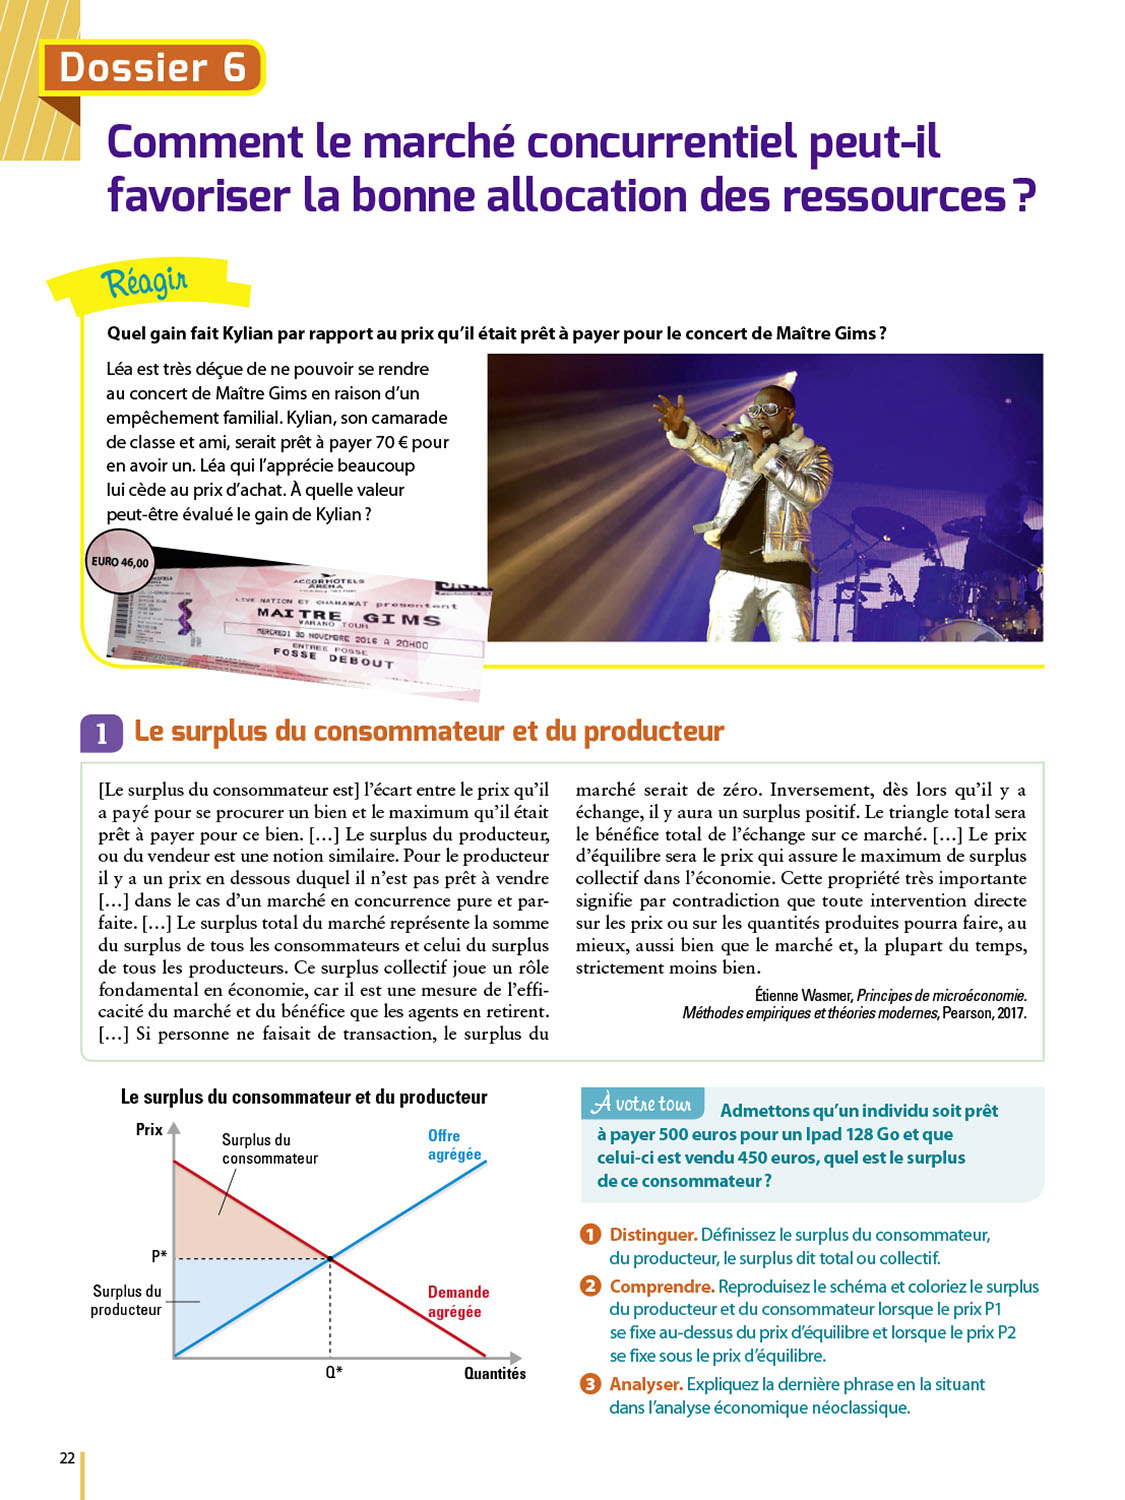 Dossier 6
Comment le marché concurrentiel peut-il
favoriser la bonne allocation des ressources ?
Réagir
Quel gain fait Kylian par rapport au prix qu'il était prêt à payer pour le concert de Maître Gims ?
Léa est très déçue de ne pouvoir se rendre
au concert de Maître Gims en raison d'un
empêchement familial. Kylian, son camarade
de classe et ami, serait prêt à payer 70 € pour
en avoir un. Léa qui l'apprécie beaucoup
lui cède au prix d'achat. À quelle valeur
peut-être évalué le gain de Kylian ?
EURO 46,00
ACCORHOTELS
ARENA
LIVE NATION ET CHAHAWAT présentent
MAITRE GIMS
WARANO TOUR
MERCREDI 30 NOVEMBRE 2016 A 20H00
ENTREE FOSSE
FOSSE DEBOUT
1 Le surplus du consommateur et du producteur
[Le surplus du consommateur est] l'écart entre le prix qu'il
a payé pour se procurer un bien et le maximum qu'il était
prêt à payer pour ce bien. […] Le surplus du producteur,
ou du vendeur est une notion similaire. Pour le producteur
il y a un prix en dessous duquel il n'est pas prêt à vendre
[…] dans le cas d'un marché en concurrence pure et par-
faite. […] Le surplus total du marché représente la somme
du surplus de tous les consommateurs et celui du surplus
de tous les producteurs. Ce surplus collectif joue un rôle
fondamental en économie, car il est une mesure de l'effi-
cacité du marché et du bénéfice que les agents en retirent.
[…] Si personne ne faisait de transaction, le surplus du
marché serait de zéro. Inversement, dès lors qu'il y a
échange, il y aura un surplus positif. Le triangle total sera
le bénéfice total de l'échange sur ce marché. […] Le prix
d'équilibre sera le prix qui assure le maximum de surplus
collectif dans l'économie. Cette propriété très importante
signifie par contradiction que toute intervention directe
sur les prix ou sur les quantités produites pourra faire, au
mieux, aussi bien que le marché et, la plupart du temps,
strictement moins bien.
Étienne Wasmer, Principes de microéconomie.
Méthodes empiriques et théories modernes, Pearson, 2017.
Le surplus du consommateur et du producteur
Prix
Surplus du
consommateur
Offre
agrégée
P*
Surplus du
producteur
Demande
agrégée
Q*
Quantités
À votre tour
Admettons qu'un individu soit prêt
à payer 500 euros pour un Ipad 128 Go et que
celui-ci est vendu 450 euros, quel est le surplus
de ce consommateur ?
1 Distinguer. Définissez le surplus du consommateur,
du producteur, le surplus dit total ou collectif.
2 Comprendre. Reproduisez le schéma et coloriez le surplus
du producteur et du consommateur lorsque le prix P1
se fixe au-dessus du prix d'équilibre et lorsque le prix P2
se fixe sous le prix d'équilibre.
3 Analyser. Expliquez la dernière phrase en la situant
dans l'analyse économique néoclassique.
22